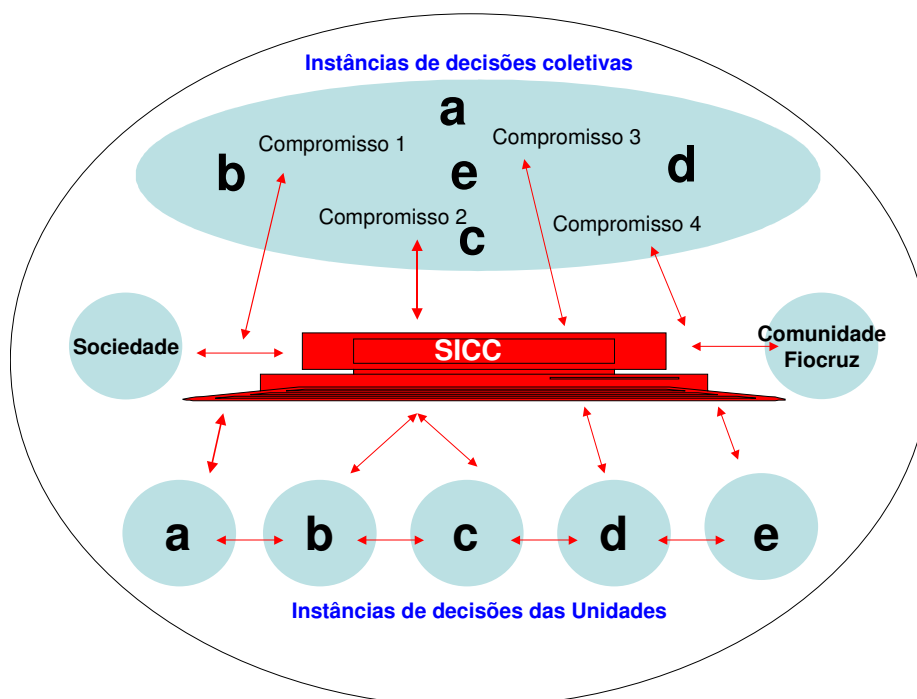 Instâncias de decisões coletivas
a
Compromisso 1
Compromisso 3
b
e
d
Compromisso 2
c
Compromisso 4
Sociedade
SICC
Comunidade
Fiocruz
a
b
c
d
e
Instâncias de decisões das Unidades